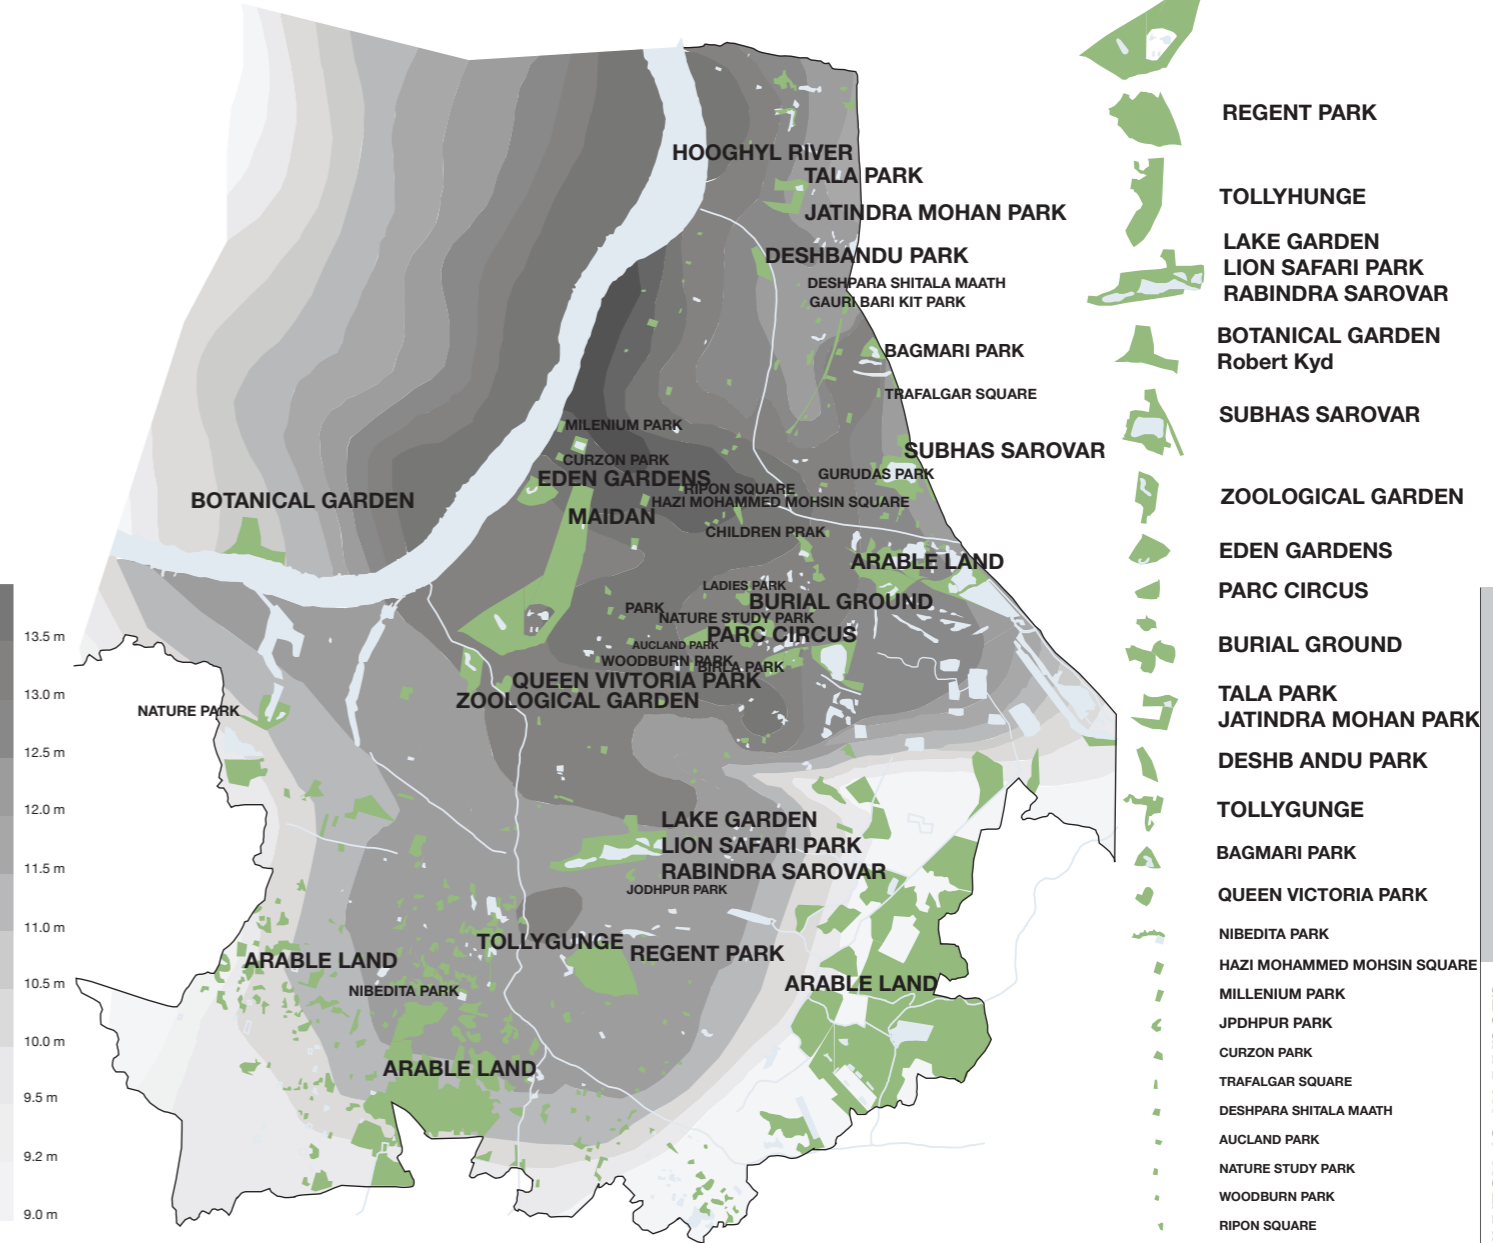 HOOGHYL RIVER
TALA PARK
JATINDRA MOHAN PARK
DESHBANDU PARK
DESHPARA SHITALA MAATH
GAURI BARI KIT PARK
BAGMARI PARK
TRAFALGAR SQUARE
MILENIUM PARK
SUBHAS SAROVAR
CURZON PARK
GURUDAS PARK
EDEN GARDENS
RIPON SQUARE
BOTANICAL GARDEN
HAZI MOHAMMED MOHSIN SQUARE
MAIDAN
CHILDREN PRAK
ARABLE LAND
LADIES PARK
BURIAL GROUND
PARK
NATURE STUDY PARK
PARC CIRCUS
AUCLAND PARK
WOODBURN PARK
BIRLA PARK
QUEEN VIVTORIA PARK
ZOOLOGICAL GARDEN
NATURE PARK
LAKE GARDEN
LION SAFARI PARK
RABINDRA SAROVAR
JODHPUR PARK
TOLLYGUNGE
REGENT PARK
ARABLE LAND
ARABLE LAND
NIBEDITA PARK
ARABLE LAND
13.5 m
13.0 m
12.5 m
12.0 m
11.5 m
11.0 m
10.5 m
10.0 m
9.5 m
9.2 m
9.0 m
REGENT PARK
TOLLYHUNGE
LAKE GARDEN
LION SAFARI PARK
RABINDRA SAROVAR
BOTANICAL GARDEN
Robert Kyd
SUBHAS SAROVAR
ZOOLOGICAL GARDEN
EDEN GARDENS
PARC CIRCUS
BURIAL GROUND
TALA PARK
JATINDRA MOHAN PARK
DESHB ANDU PARK
TOLLYGUNGE
BAGMARI PARK
QUEEN VICTORIA PARK
NIBEDITA PARK
HAZI MOHAMMED MOHSIN SQUARE
MILLENIUM PARK
JPDHPUR PARK
CURZON PARK
TRAFALGAR SQUARE
DESHPARA SHITALA MAATH
AUCLAND PARK
NATURE STUDY PARK
WOODBURN PARK
RIPON SQUARE